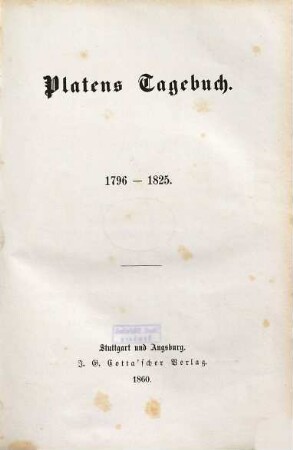 Platens Tagebuch.
1796 — 1825.
Stuttgart und Augsburg.
J. G. Cotta'scher Verlag.
1860.